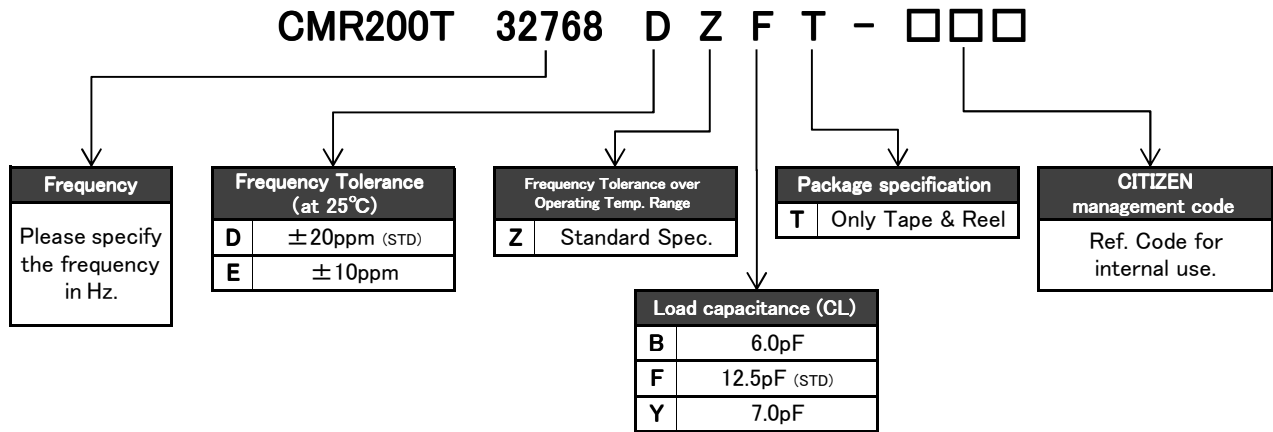 CMR200T 32768 D Z F T - □□□
Frequency
Please specify
the frequency
in Hz.
Frequency Tolerance
(at 25℃)
D ±20ppm (STD)
E ±10ppm
Frequency Tolerance over
Operating Temp. Range
Z Standard Spec.
Load capacitance (CL)
B 6.0pF
F 12.5pF (STD)
Y 7.0pF
Package specification
T Only Tape & Reel
CITIZEN
management code
Ref. Code for
internal use.